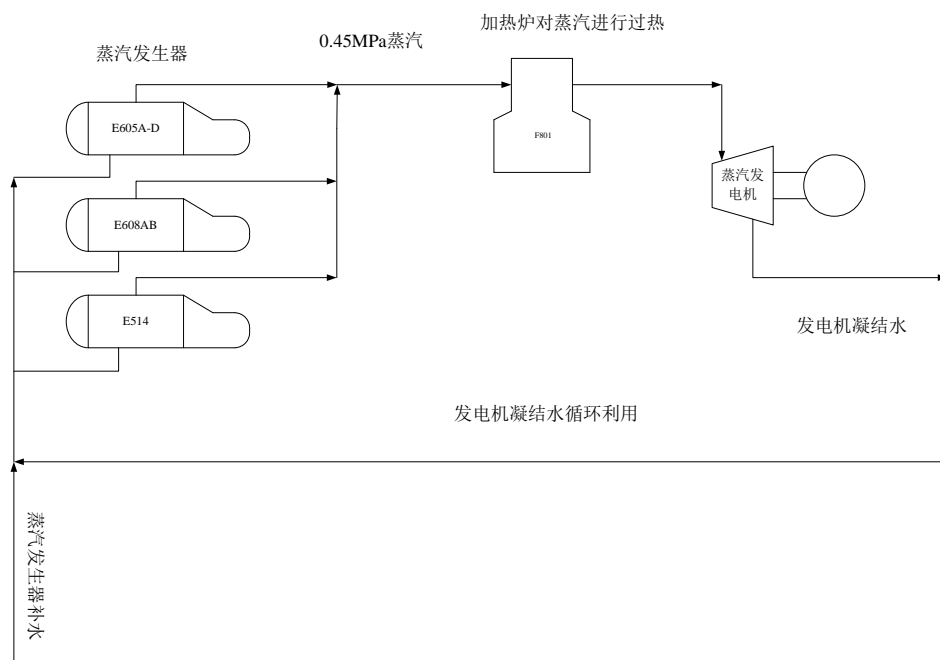 加热炉对蒸汽进行过热
0.45MPa蒸汽
蒸汽发生器
E605A-D
F801
蒸汽发
电机
E608AB
E514
发电机凝结水
发电机凝结水循环利用
蒸汽发生器补水